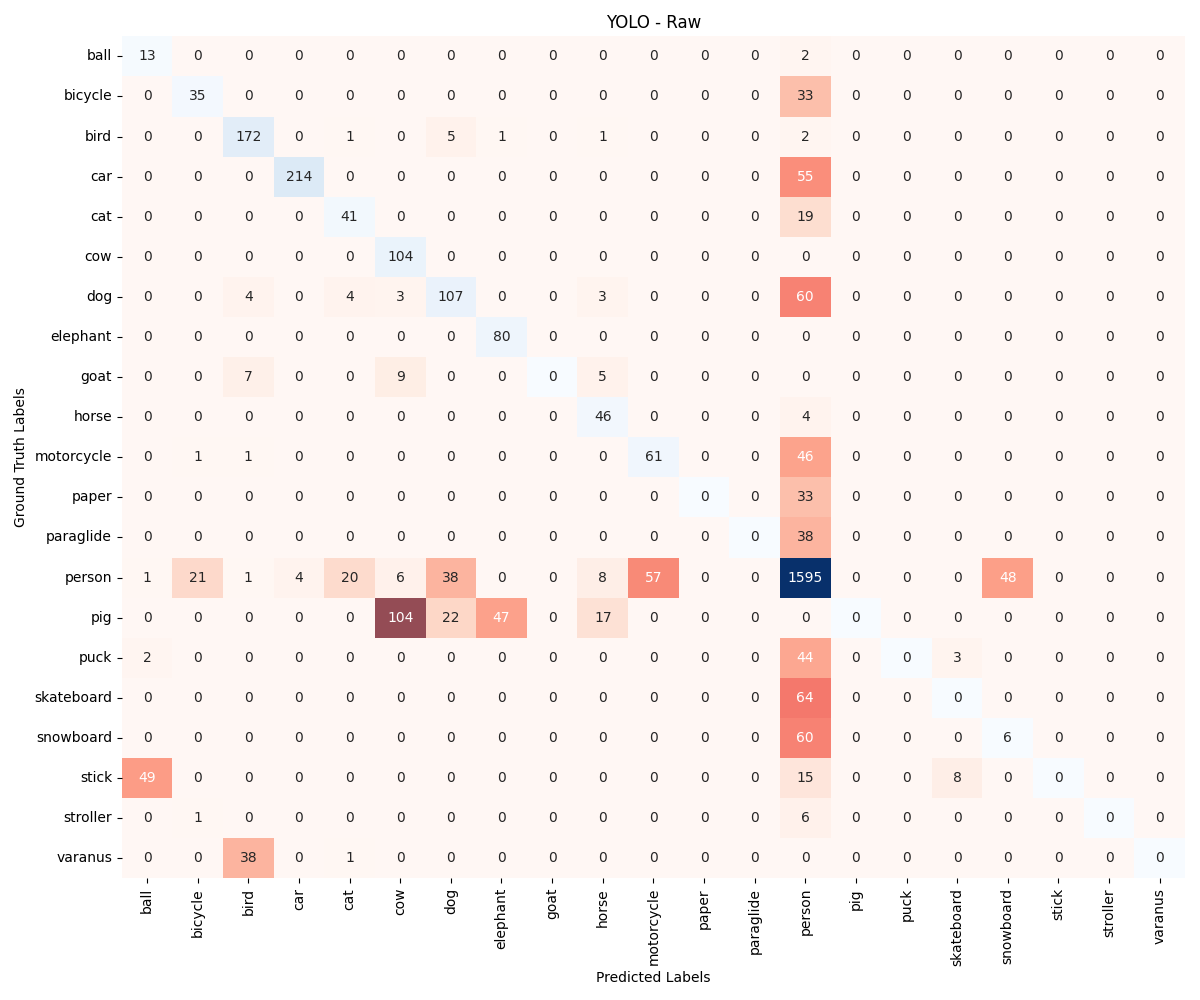 YOLO - Raw
ball 13 0 0 0 0 0 0 0 0 0 0 0 0 2 0 0 0 0 0 0 0
bicycle 0 35 0 0 0 0 0 0 0 0 0 0 0 33 0 0 0 0 0 0 0
bird 0 0 172 0 1 0 5 1 0 1 0 0 0 2 0 0 0 0 0 0 0
car 0 0 0 214 0 0 0 0 0 0 0 0 0 55 0 0 0 0 0 0 0
cat 0 0 0 0 41 0 0 0 0 0 0 0 0 19 0 0 0 0 0 0 0
cow 0 0 0 0 0 104 0 0 0 0 0 0 0 0 0 0 0 0 0 0 0
dog 0 0 4 0 4 3 107 0 0 3 0 0 0 60 0 0 0 0 0 0 0
elephant 0 0 0 0 0 0 0 80 0 0 0 0 0 0 0 0 0 0 0 0 0
goat 0 0 7 0 0 9 0 0 0 5 0 0 0 0 0 0 0 0 0 0 0
horse 0 0 0 0 0 0 0 0 0 46 0 0 0 4 0 0 0 0 0 0 0
motorcycle 0 1 1 0 0 0 0 0 0 0 61 0 0 46 0 0 0 0 0 0 0
paper 0 0 0 0 0 0 0 0 0 0 0 0 0 33 0 0 0 0 0 0 0
paraglide 0 0 0 0 0 0 0 0 0 0 0 0 0 38 0 0 0 0 0 0 0
person 1 21 1 4 20 6 38 0 0 8 57 0 0 1595 0 0 0 48 0 0 0
pig 0 0 0 0 0 104 22 47 0 17 0 0 0 0 0 0 0 0 0 0 0
puck 2 0 0 0 0 0 0 0 0 0 0 0 0 44 0 0 3 0 0 0 0
skateboard 0 0 0 0 0 0 0 0 0 0 0 0 0 64 0 0 0 0 0 0 0
snowboard 0 0 0 0 0 0 0 0 0 0 0 0 0 60 0 0 0 6 0 0 0
stick 49 0 0 0 0 0 0 0 0 0 0 0 0 15 0 0 8 0 0 0 0
stroller 0 1 0 0 0 0 0 0 0 0 0 0 0 6 0 0 0 0 0 0 0
varanus 0 0 38 0 1 0 0 0 0 0 0 0 0 0 0 0 0 0 0 0 0
ball bicycle bird car cat cow dog elephant goat horse motorcycle paper paraglide person pig puck skateboard snowboard stick stroller varanus
Predicted Labels
Ground Truth Labels